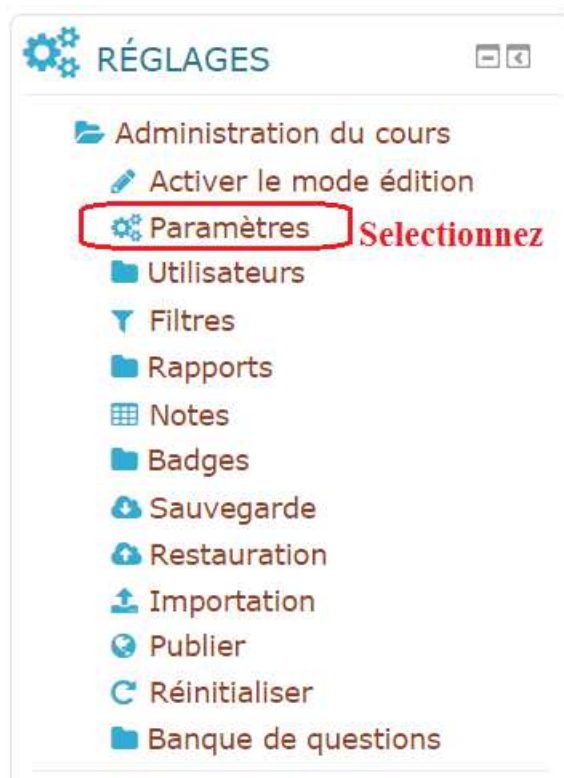 RÉGLAGES
Administration du cours
Activer le mode édition
Paramètres Selectionnez
Utilisateurs
Filtres
Rapports
Notes
Badges
Sauvegarde
Restauration
Importation
Publier
Réinitialiser
Banque de questions